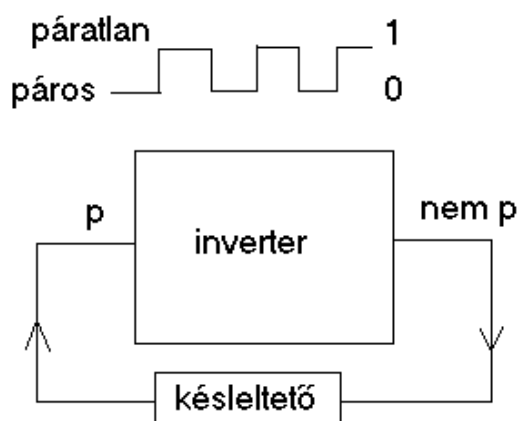 páratlan 1
páros 0
p nem p
inverter
késleltető